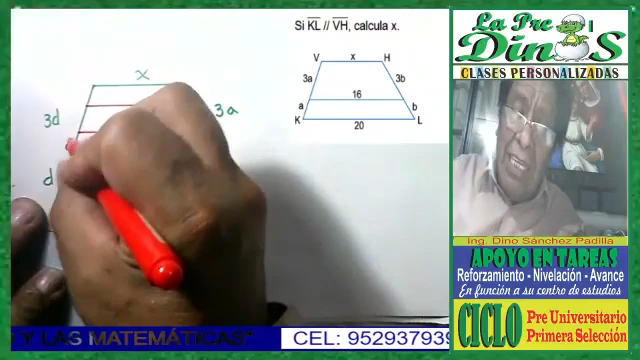 Si KL // VH, calcula x.
V x H
3a 3b
16
a b
K L
20
x
3d 3a
d
La Pre
DinoS
CLASES PERSONALIZADAS
Ing. Dino Sánchez Padilla
APOYO EN TAREAS
Reforzamiento - Nivelación - Avance
En función a su centro de estudios
CICLO Pre Universitario
Primera Selección
Y LAS MATEMÁTICAS" CEL: 952937939